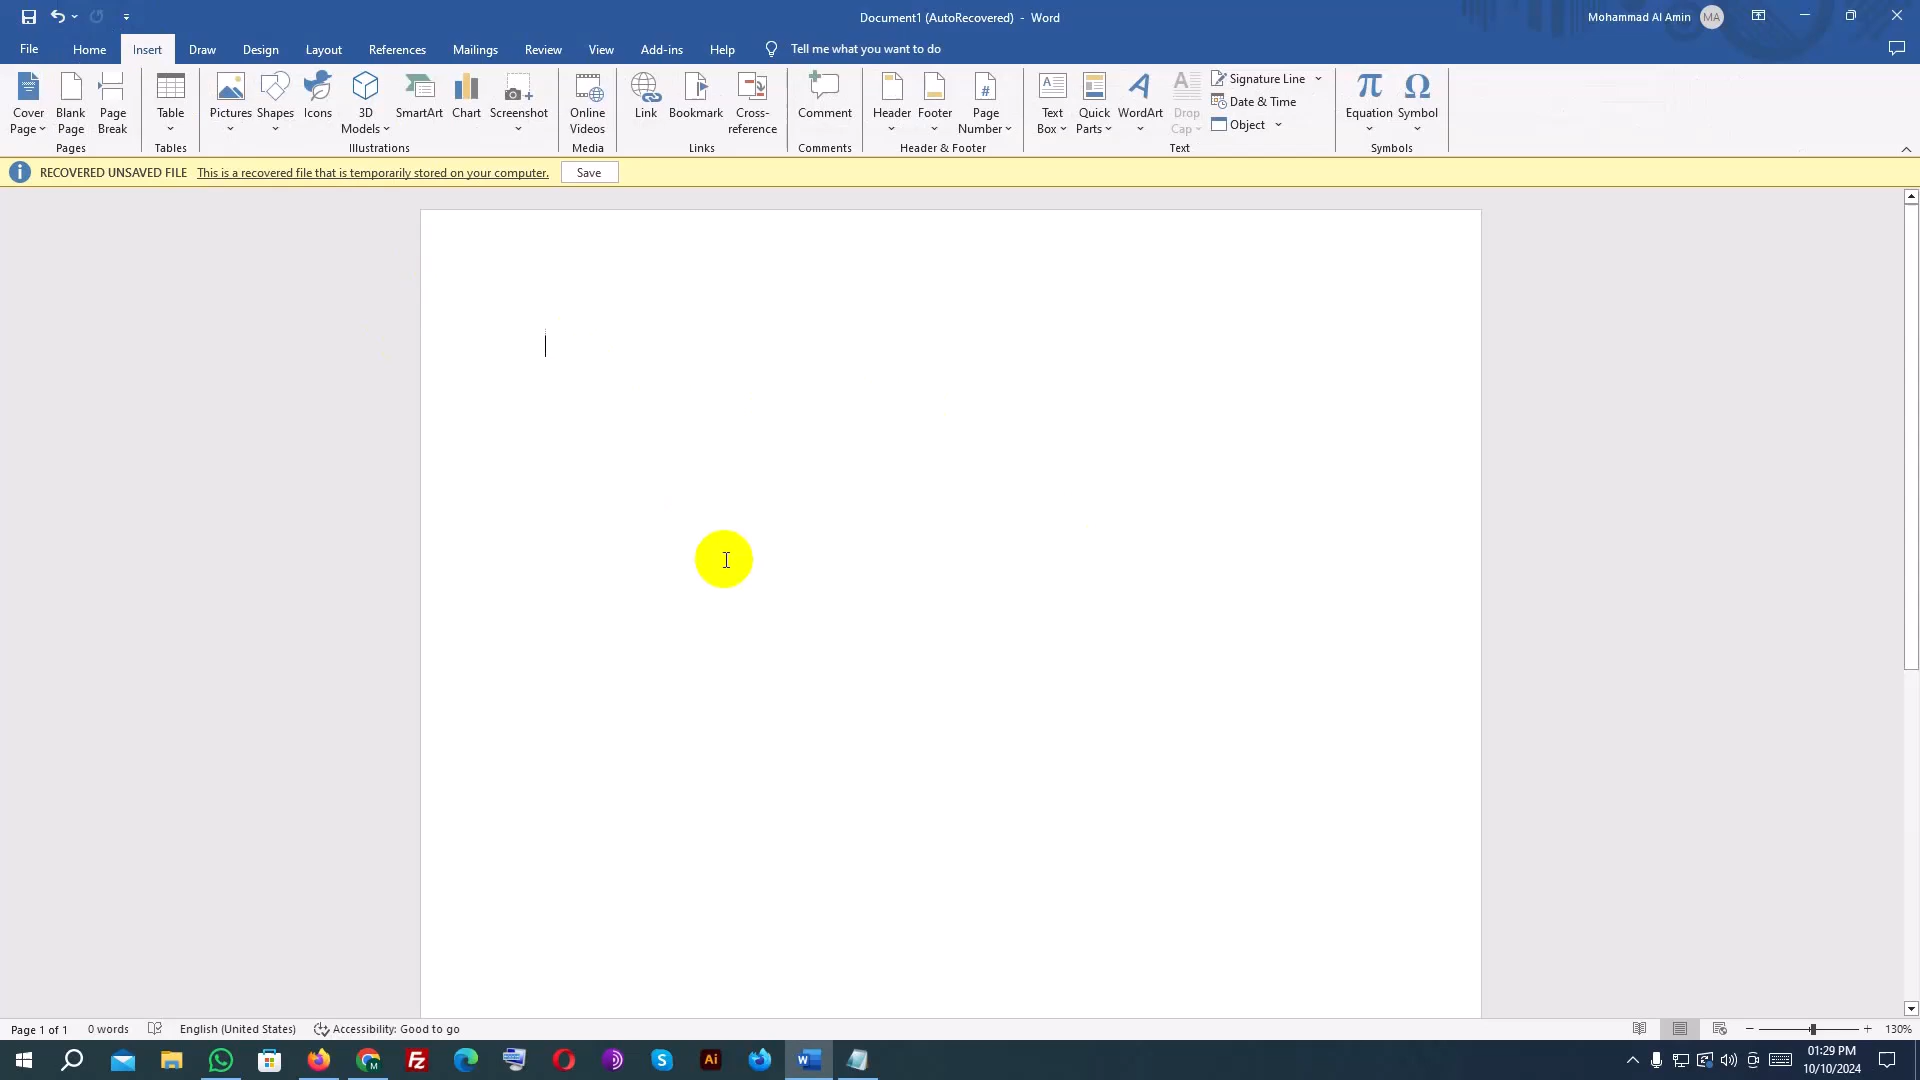 Document1 (AutoRecovered) - Word
Mohammad Al Amin MA
File Home Insert Draw Design Layout References Mailings Review View Add-ins Help Tell me what you want to do
Cover Page
Blank Page
Page Break
Table
Pictures
Shapes
Icons
3D Models
SmartArt
Chart
Screenshot
Online Videos
Link
Bookmark
Cross-reference
Comment
Header
Footer
Page Number
Text Box
Quick Parts
WordArt
Drop Cap
Signature Line
Date & Time
Object
Equation
Symbol
Pages Tables Illustrations Media Links Comments Header & Footer Text Symbols
RECOVERED UNSAVED FILE This is a recovered file that is temporarily stored on your computer. Save
Page 1 of 1 0 words English (United States) Accessibility: Good to go 130%
01:29 PM
10/10/2024